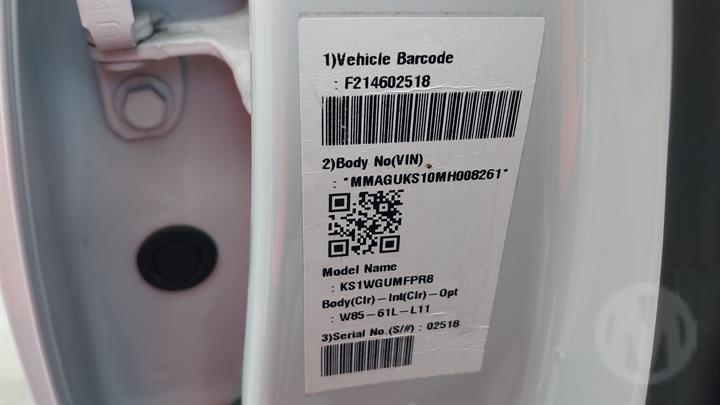 1)Vehicle Barcode
: F214602518
2)Body No(VIN)
: *MMAGUKS10MH008261*
Model Name
: KS1WGUMFPR8
Body(Clr)-Int(Clr)-Opt
: W85-61L-L11
3)Serial No.(S/#) : 02518
M